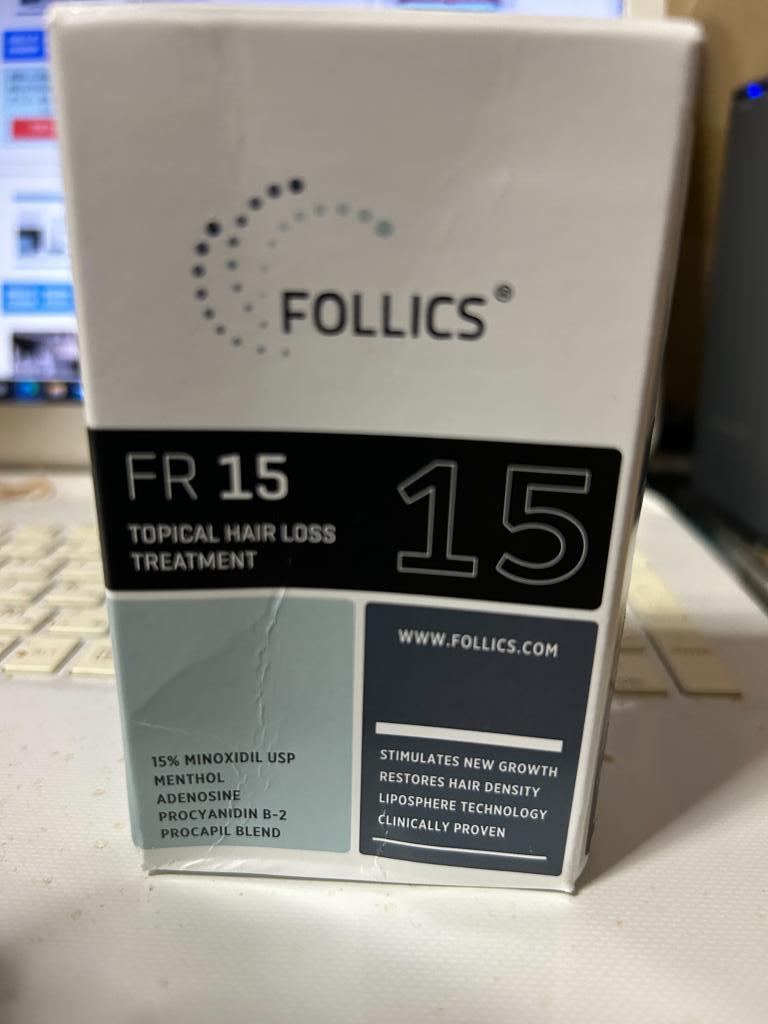 FOLLICS®
FR 15
15
TOPICAL HAIR LOSS
TREATMENT
15% MINOXIDIL USP
MENTHOL
ADENOSINE
PROCYANIDIN B-2
PROCAPIL BLEND
WWW.FOLLICS.COM
STIMULATES NEW GROWTH
RESTORES HAIR DENSITY
LIPOSPHERE TECHNOLOGY
CLINICALLY PROVEN